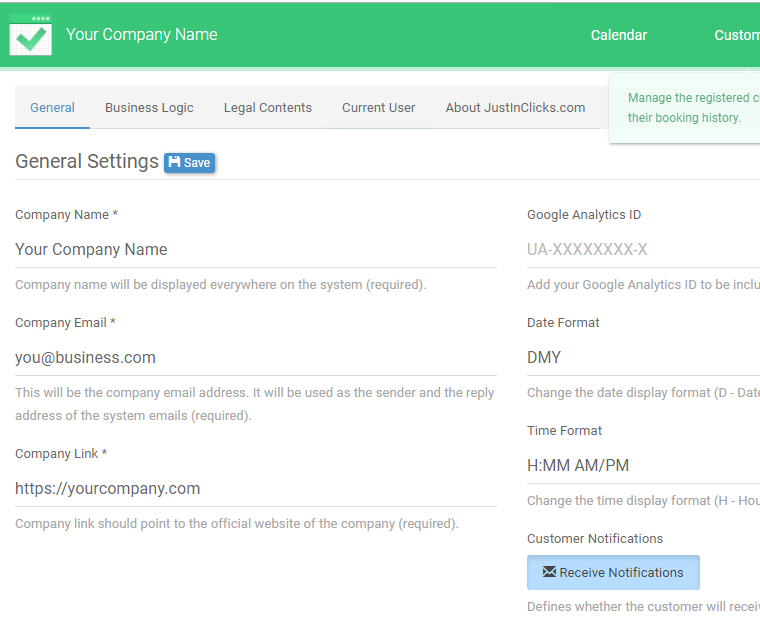 Your Company Name
Calendar
Custom
Manage the registered cu
their booking history.
General
Business Logic
Legal Contents
Current User
About JustInClicks.com
General Settings
Save
Company Name *
Your Company Name
Company name will be displayed everywhere on the system (required).
Company Email *
you@business.com
This will be the company email address. It will be used as the sender and the reply
address of the system emails (required).
Company Link *
https://yourcompany.com
Company link should point to the official website of the company (required).
Google Analytics ID
UA-XXXXXXXX-X
Add your Google Analytics ID to be inclu
Date Format
DMY
Change the date display format (D - Date
Time Format
H:MM AM/PM
Change the time display format (H - Hou
Customer Notifications
Receive Notifications
Defines whether the customer will receiv